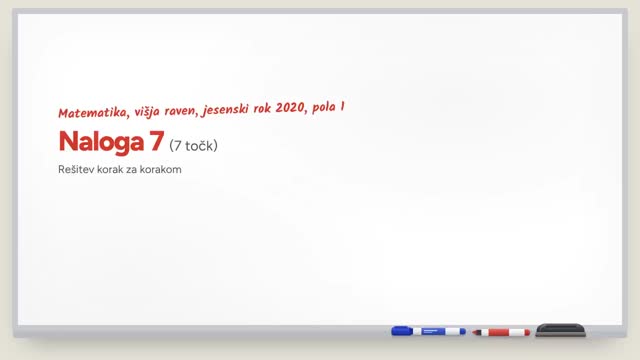 Matematika, višja raven, jesenski rok 2020, pola 1
Naloga 7 (7 točk)
Rešitev korak za korakom